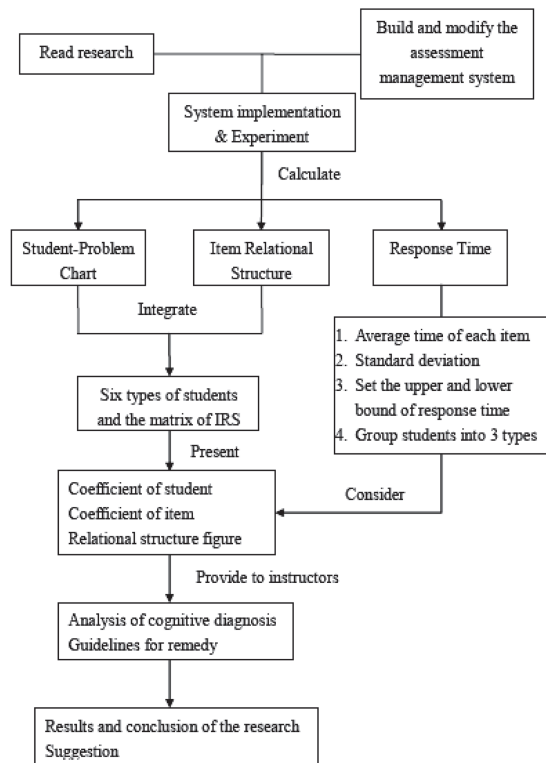 Read research
Build and modify the
assessment
management system
System implementation
& Experiment
Calculate
Student-Problem
Chart
Item Relational
Structure
Response Time
Integrate
1. Average time of each item
2. Standard deviation
3. Set the upper and lower
bound of response time
4. Group students into 3 types
Six types of students
and the matrix of IRS
Present
Coefficient of student
Coefficient of item
Relational structure figure
Consider
Provide to instructors
Analysis of cognitive diagnosis
Guidelines for remedy
Results and conclusion of the research
Suggestion